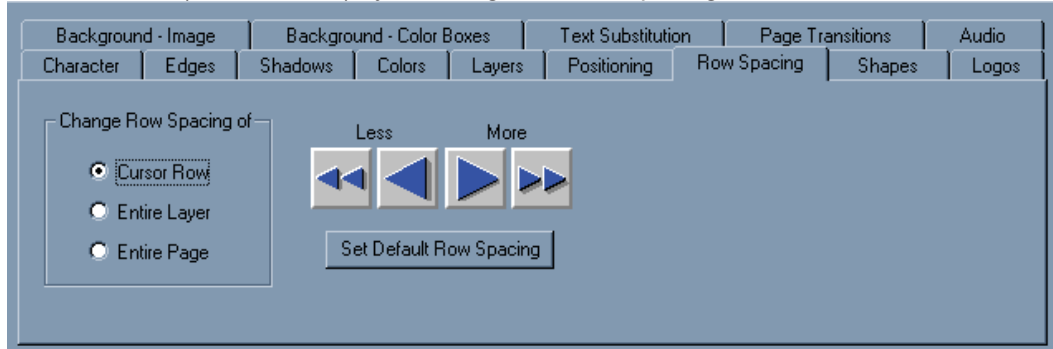 Background - Image Background - Color Boxes Text Substitution Page Transitions Audio
Character Edges Shadows Colors Layers Positioning Row Spacing Shapes Logos
Change Row Spacing of
Less More
Cursor Row
Entire Layer
Entire Page
Set Default Row Spacing